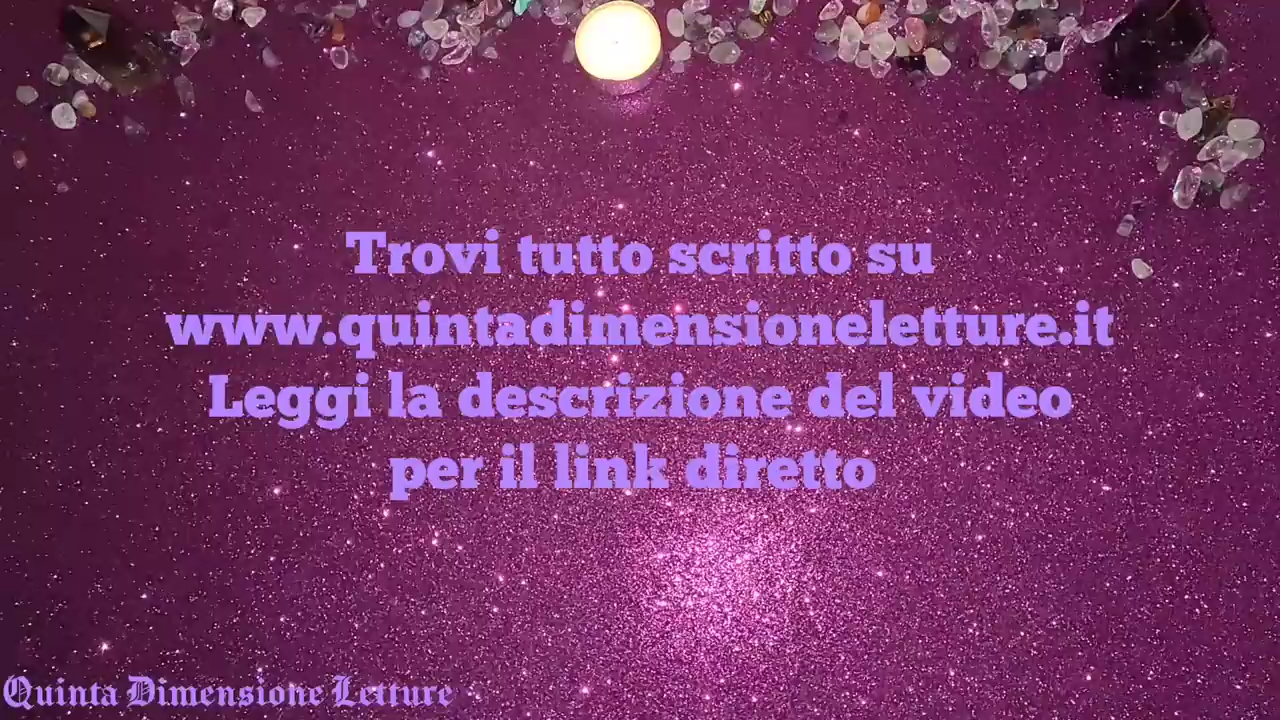 Trovi tutto scritto su
www.quintadimensioneletture.it
Leggi la descrizione del video
per il link diretto
Quinta Dimensione Letture